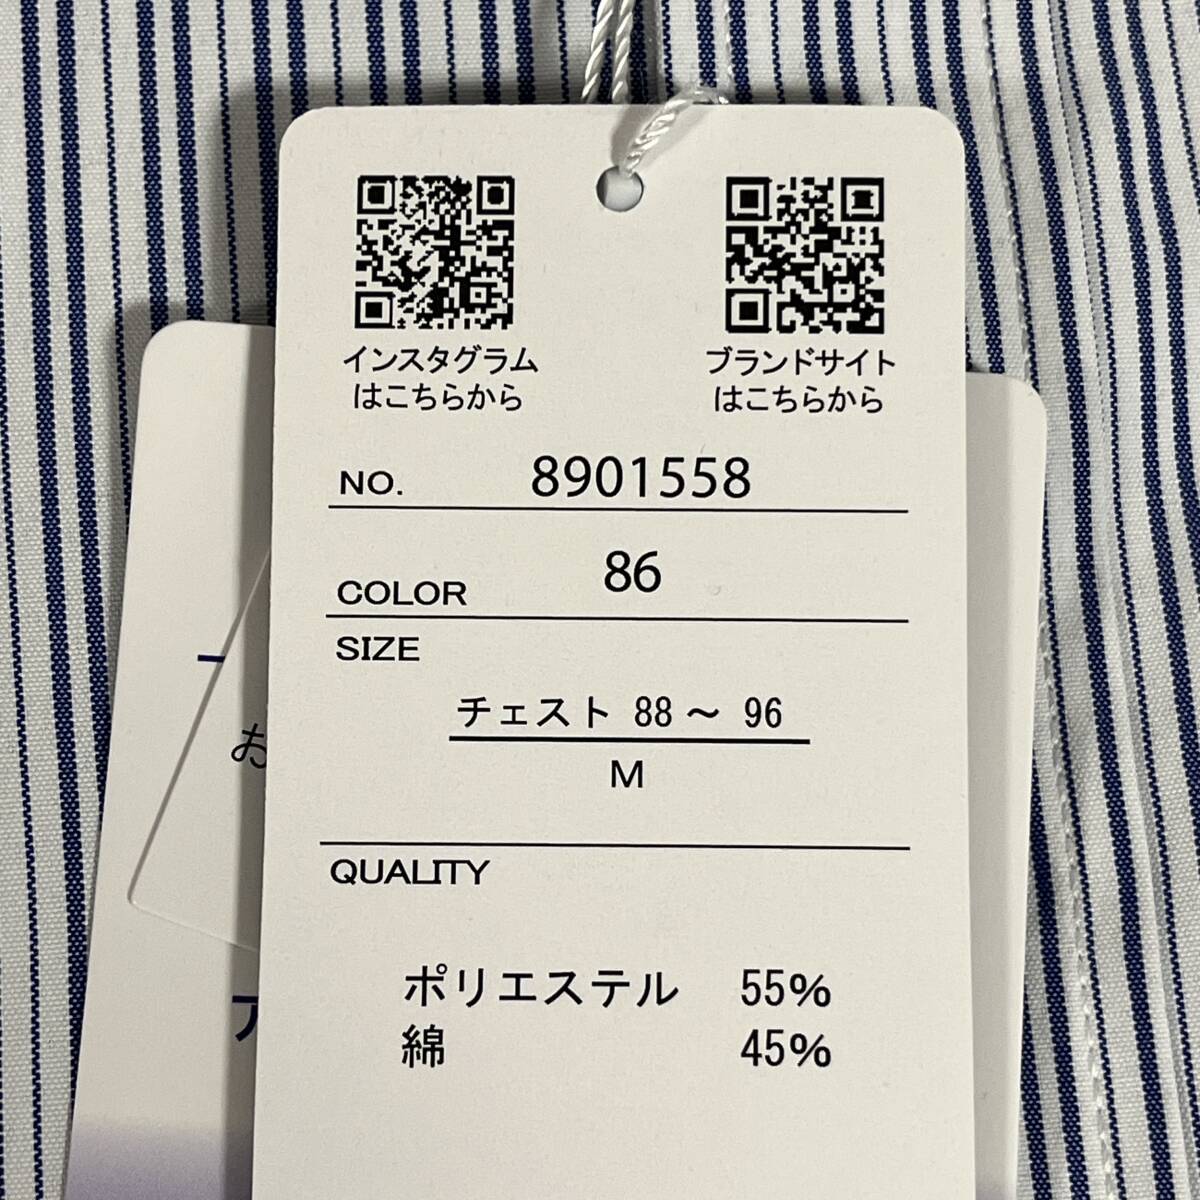 インスタグラム
はこちらから
ブランドサイト
はこちらから
NO. 8901558
COLOR 86
SIZE
チェスト 88～ 96
M
QUALITY
ポリエステル 55%
綿 45%
お